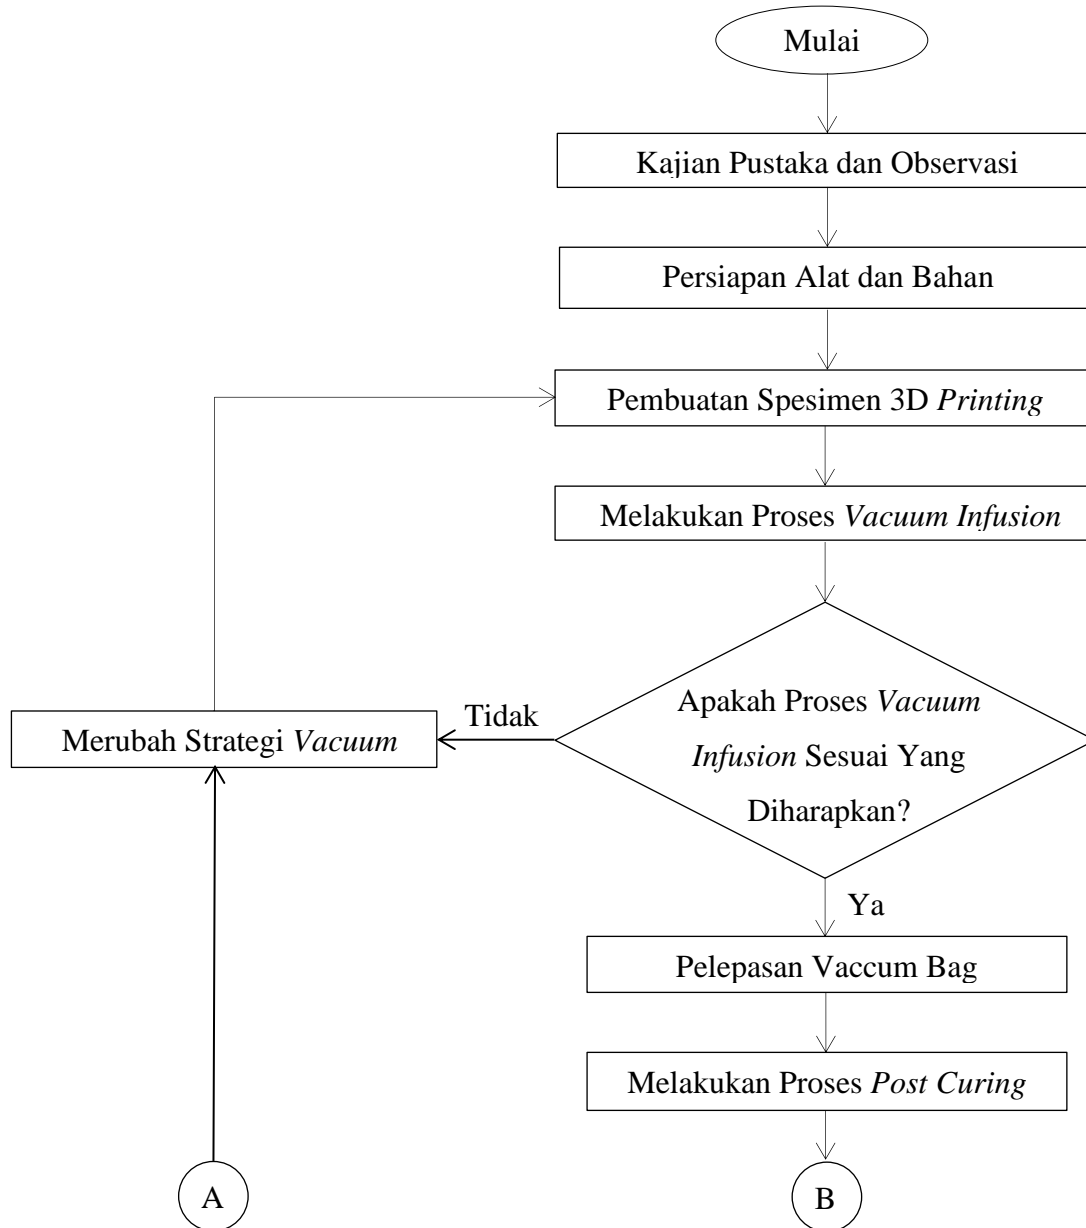 Mulai
Kajian Pustaka dan Observasi
Persiapan Alat dan Bahan
Pembuatan Spesimen 3D Printing
Melakukan Proses Vacuum Infusion
Apakah Proses Vacuum
Infusion Sesuai Yang
Diharapkan?
Tidak
Merubah Strategi Vacuum
Ya
Pelepasan Vaccum Bag
Melakukan Proses Post Curing
A
B